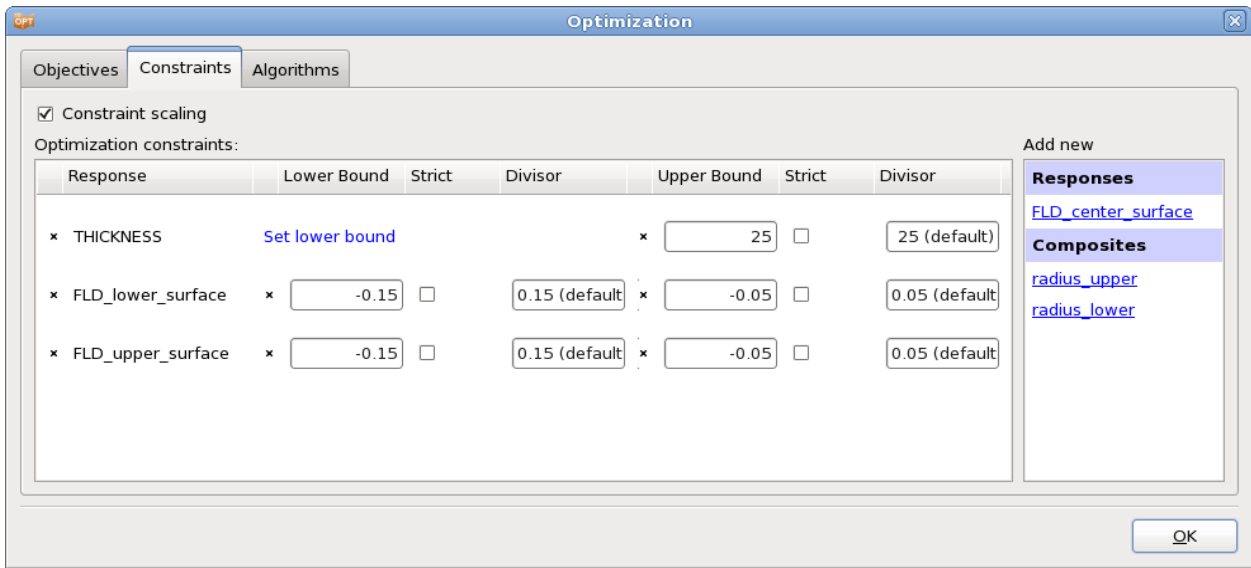 OPT Optimization
Objectives Constraints Algorithms
Constraint scaling
Optimization constraints: Add new
Response Lower Bound Strict Divisor Upper Bound Strict Divisor
Responses
FLD_center_surface
THICKNESS Set lower bound 25 25 (default)
Composites
radius_upper
FLD_lower_surface -0.15 0.15 (default -0.05 0.05 (default
radius_lower
FLD_upper_surface -0.15 0.15 (default -0.05 0.05 (default
OK